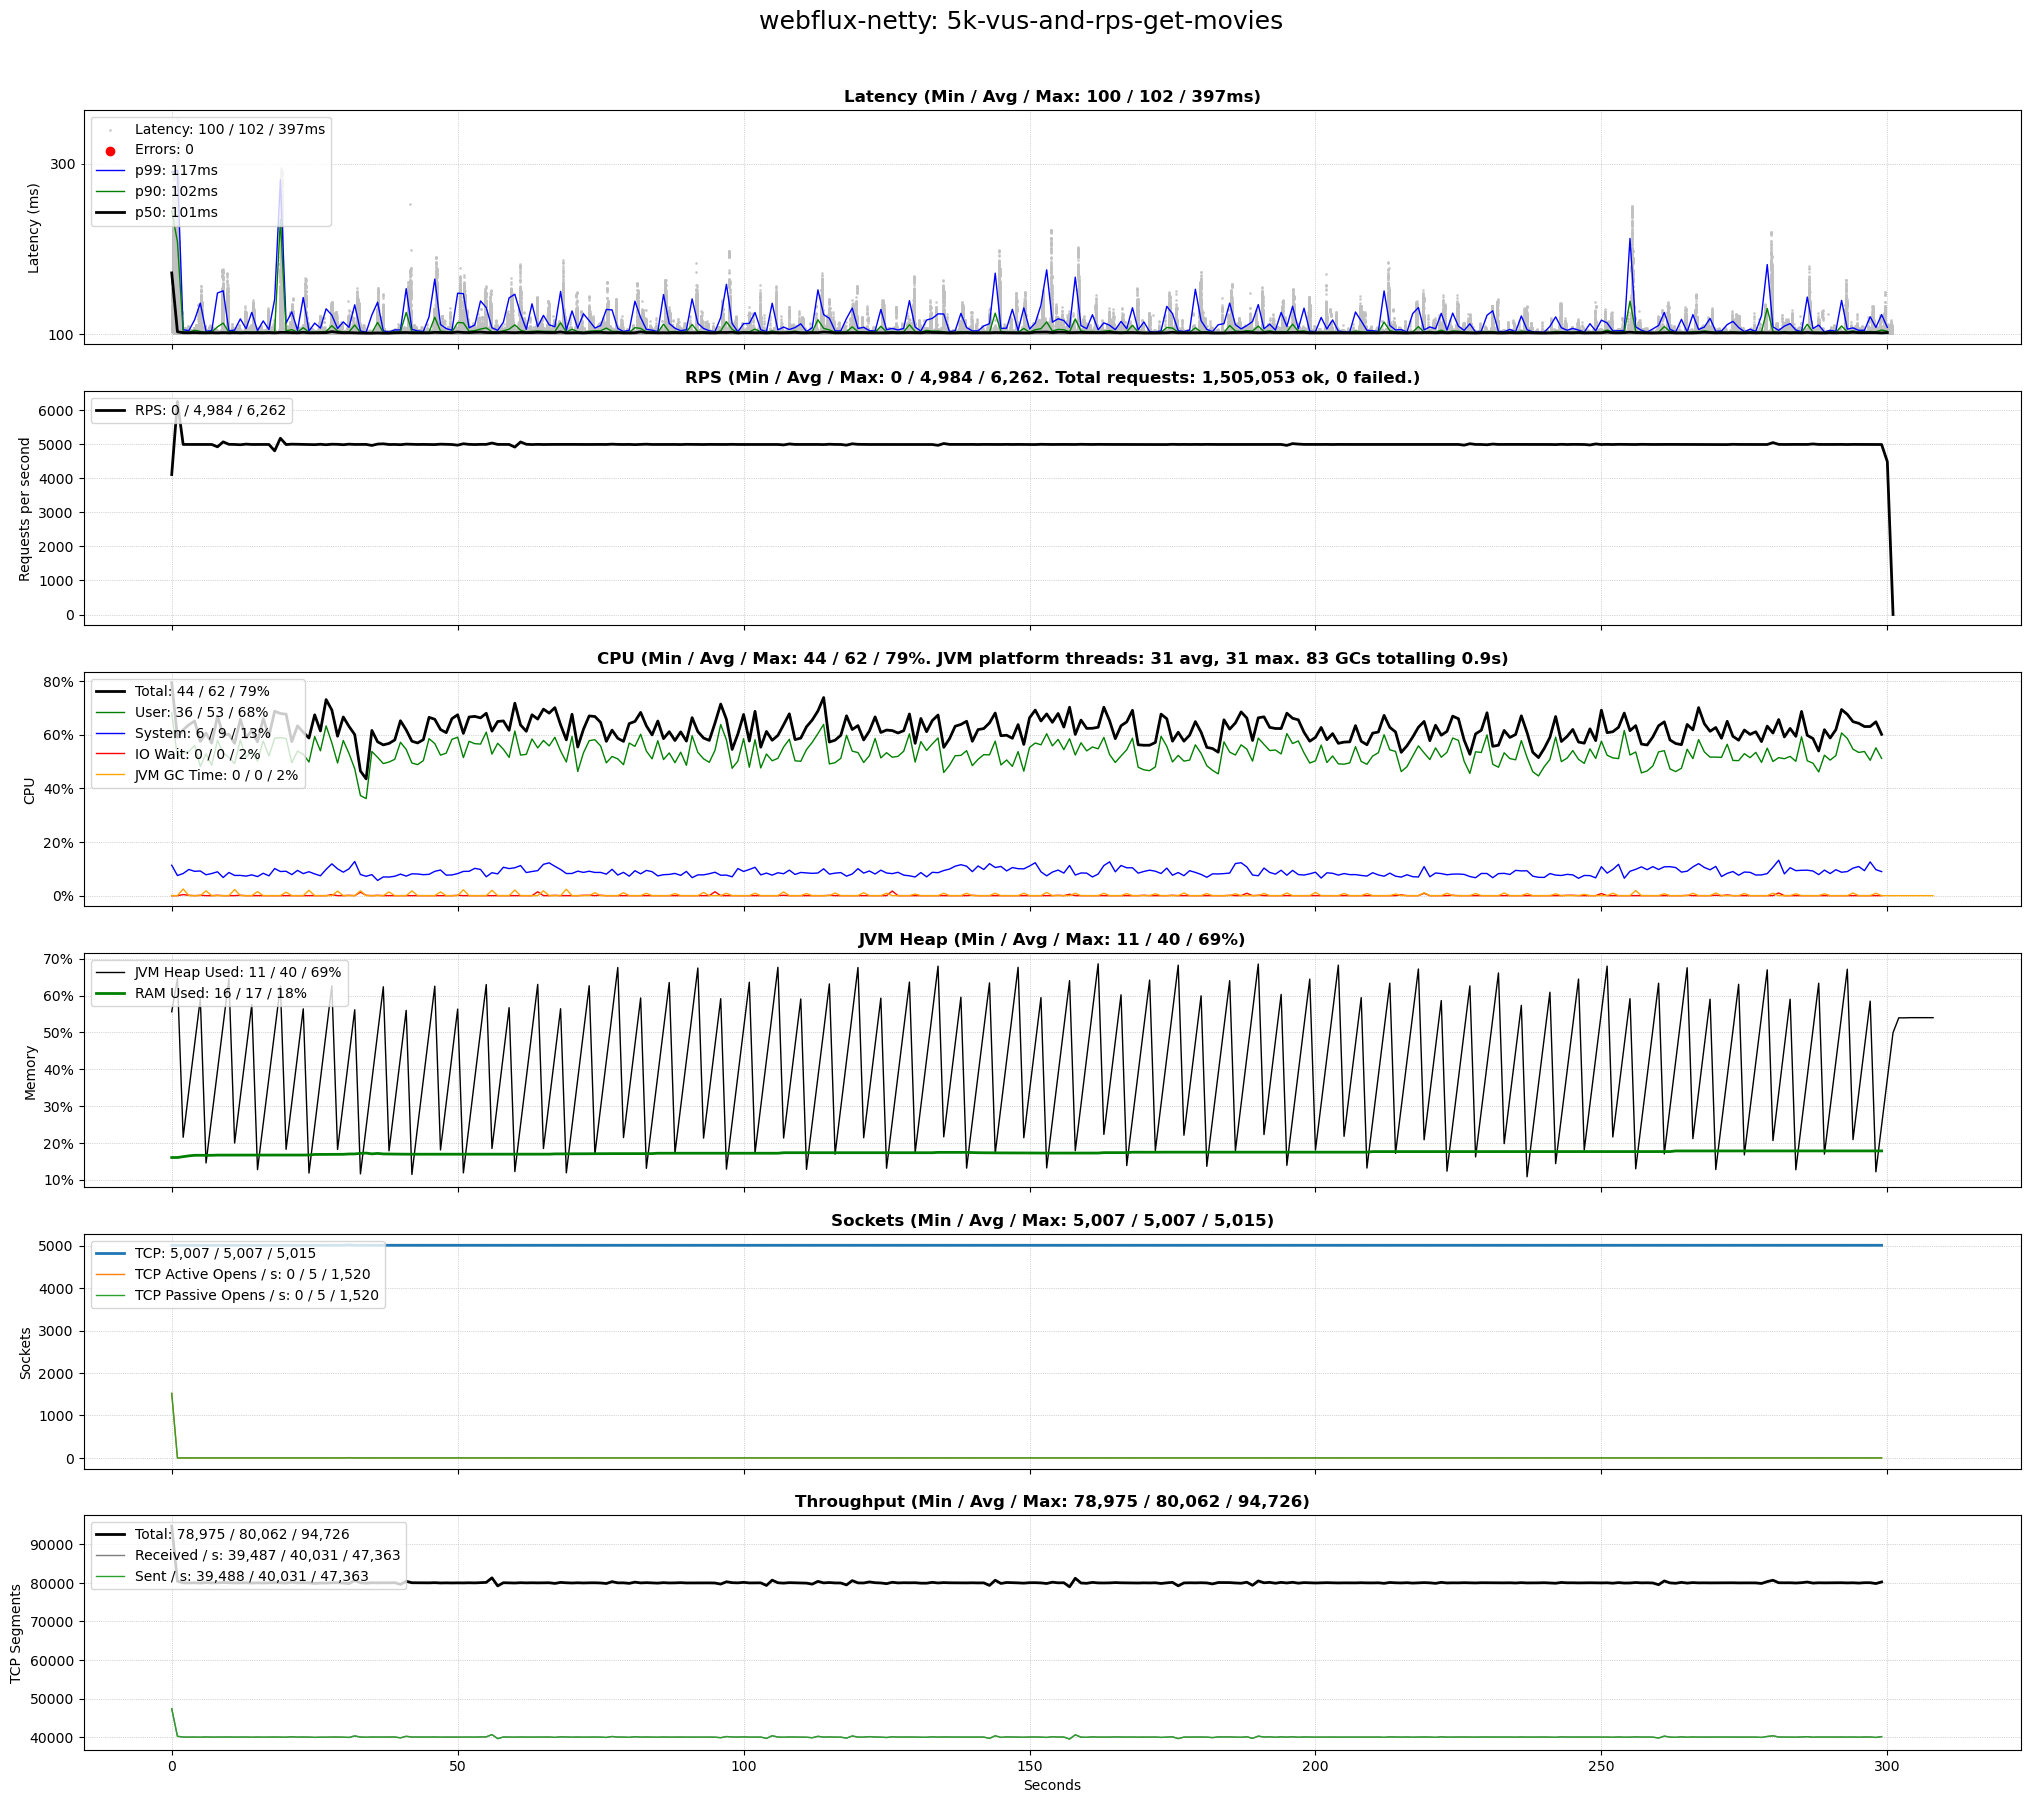 webflux-netty: 5k-vus-and-rps-get-movies
Latency (Min / Avg / Max: 100 / 102 / 397ms)
Latency: 100 / 102 / 397ms
Errors: 0
p99: 117ms
p90: 102ms
p50: 101ms
300
100
Latency (ms)
RPS (Min / Avg / Max: 0 / 4,984 / 6,262. Total requests: 1,505,053 ok, 0 failed.)
RPS: 0 / 4,984 / 6,262
6000
5000
4000
3000
2000
1000
0
Requests per second
CPU (Min / Avg / Max: 44 / 62 / 79%. JVM platform threads: 31 avg, 31 max. 83 GCs totalling 0.9s)
Total: 44 / 62 / 79%
User: 36 / 53 / 68%
System: 6 / 9 / 13%
IO Wait: 0 / 0 / 2%
JVM GC Time: 0 / 0 / 2%
80%
60%
40%
20%
0%
CPU
JVM Heap (Min / Avg / Max: 11 / 40 / 69%)
JVM Heap Used: 11 / 40 / 69%
RAM Used: 16 / 17 / 18%
70%
60%
50%
40%
30%
20%
10%
Memory
Sockets (Min / Avg / Max: 5,007 / 5,007 / 5,015)
TCP: 5,007 / 5,007 / 5,015
TCP Active Opens / s: 0 / 5 / 1,520
TCP Passive Opens / s: 0 / 5 / 1,520
5000
4000
3000
2000
1000
0
Sockets
Throughput (Min / Avg / Max: 78,975 / 80,062 / 94,726)
Total: 78,975 / 80,062 / 94,726
Received / s: 39,487 / 40,031 / 47,363
Sent / s: 39,488 / 40,031 / 47,363
90000
80000
70000
60000
50000
40000
TCP Segments
0 50 100 150 200 250 300
Seconds